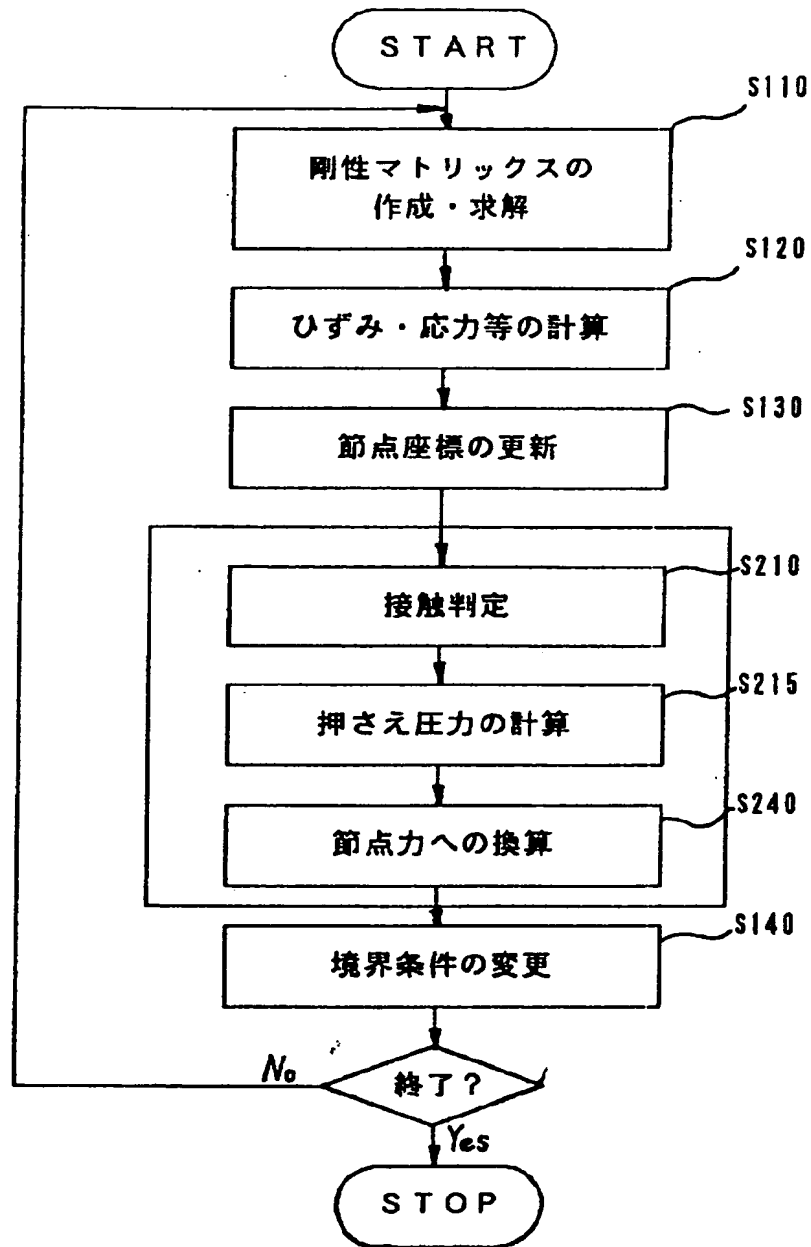 START
S110
剛性マトリックスの
作成・求解
S120
ひずみ・応力等の計算
S130
節点座標の更新
S210
接触判定
S215
押さえ圧力の計算
S240
節点力への換算
S140
境界条件の変更
終了?
No
Yes
STOP